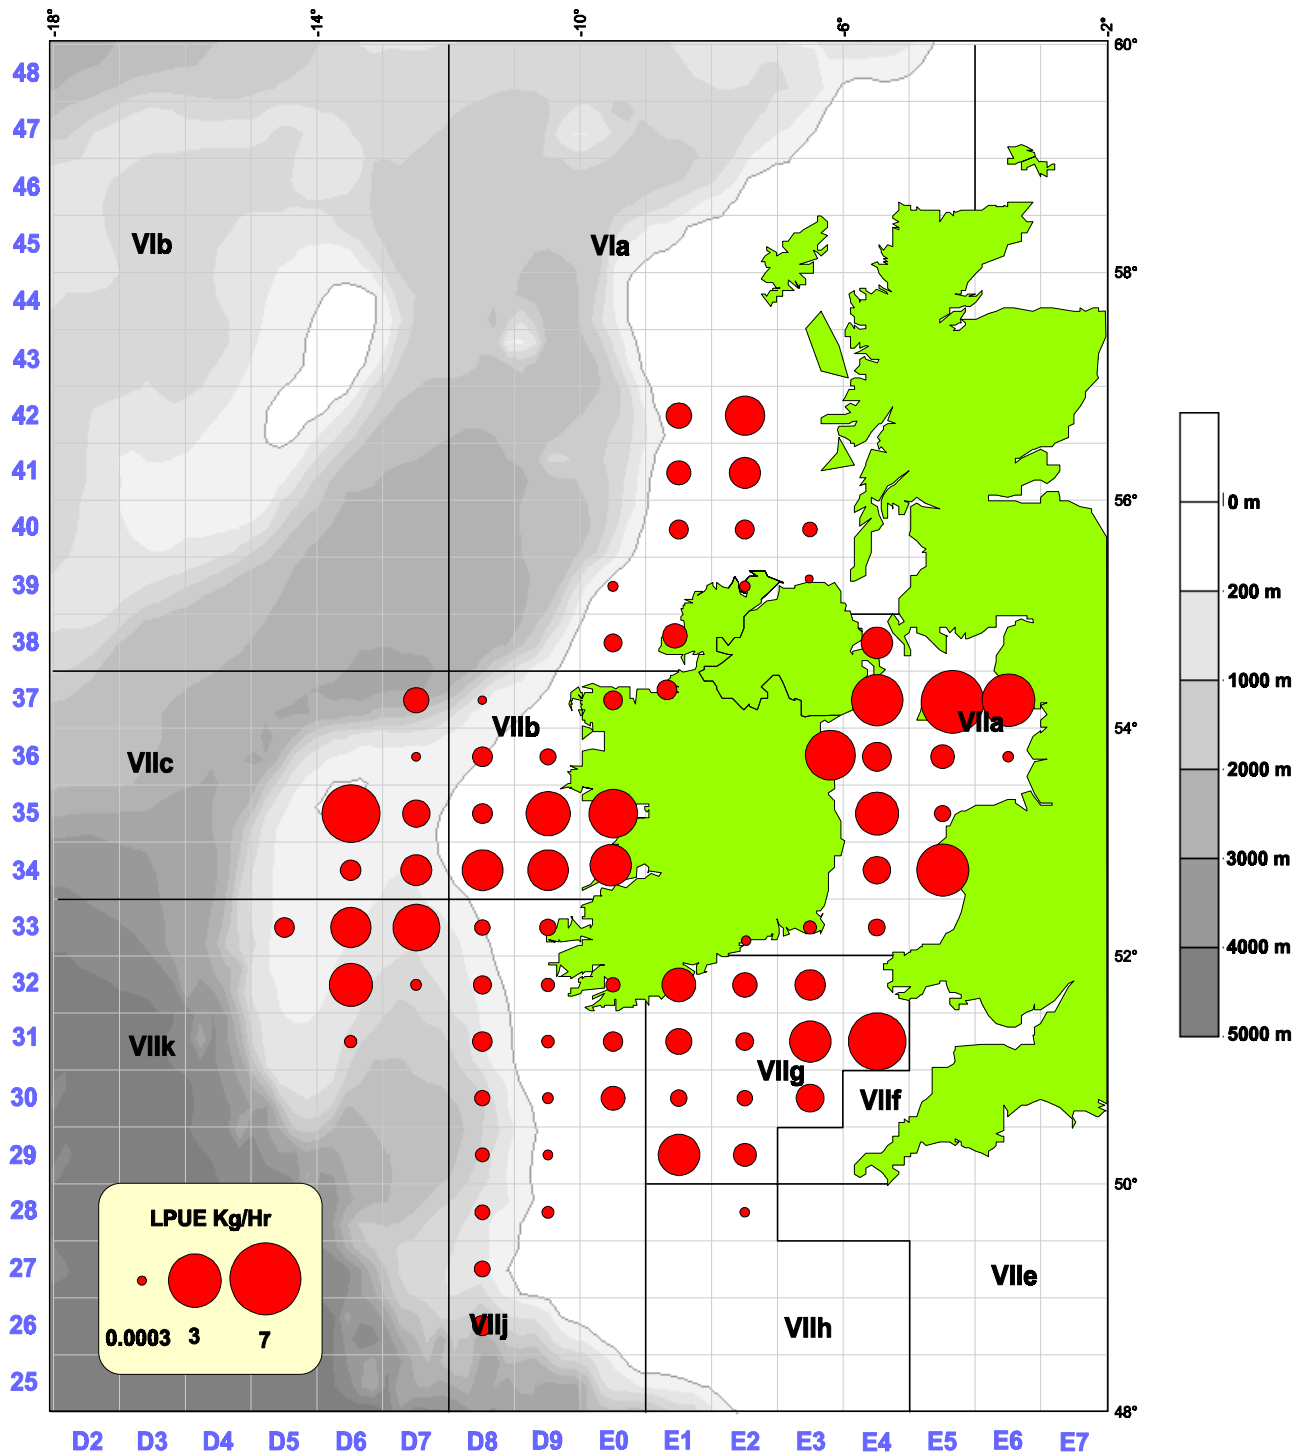 -18° -14° -10° -6° -2°
60°
48
47
46
45 VIb VIa
58°
44
43
42
41
56° 0 m
40
39 200 m
38
37 1000 m
VIIb VIIa 54°
36 VIIc 2000 m
35
34 3000 m
33
52° 4000 m
32
31 VIIk 5000 m
VIIg
30 VIIf
29
50°
28 LPUE Kg/Hr
27 VIIe
26 0.0003 3 7 VIIj VIIh
25
48°
D2 D3 D4 D5 D6 D7 D8 D9 E0 E1 E2 E3 E4 E5 E6 E7